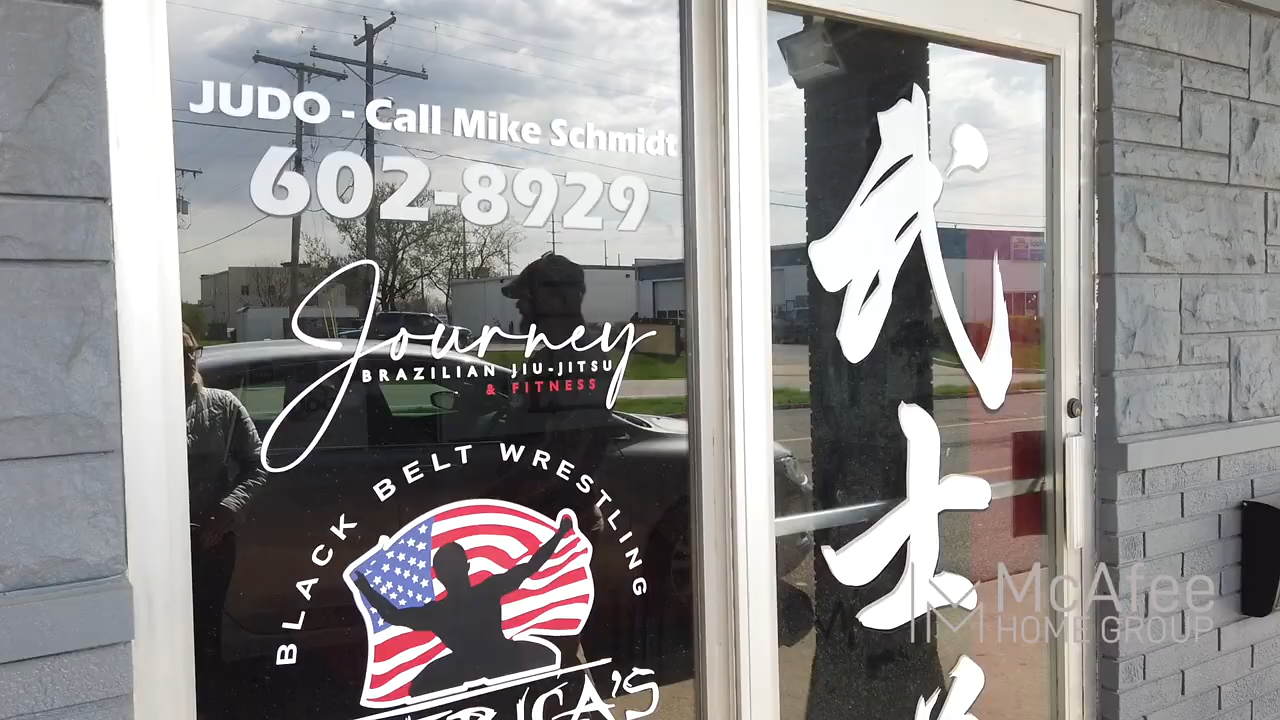 JUDO - Call Mike Schmidt
602-8929
Journey
BRAZILIAN JIU-JITSU
& FITNESS
BLACK BELT WRESTLING
武
士
McAfee
HOME GROUP